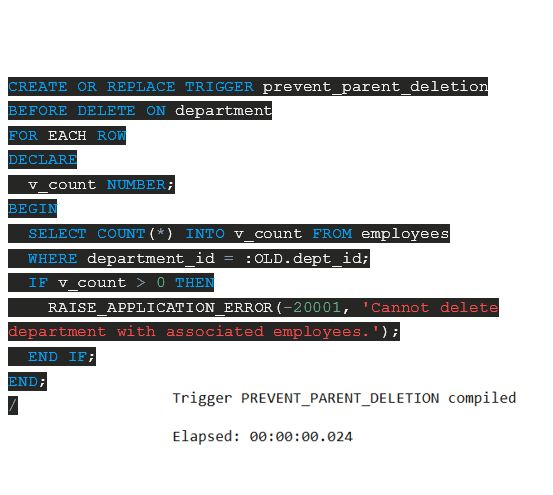 CREATE OR REPLACE TRIGGER prevent_parent_deletion
BEFORE DELETE ON department
FOR EACH ROW
DECLARE
  v_count NUMBER;
BEGIN
  SELECT COUNT(*) INTO v_count FROM employees
  WHERE department_id = :OLD.dept_id;
  IF v_count > 0 THEN
    RAISE_APPLICATION_ERROR(-20001, 'Cannot delete
department with associated employees.');
  END IF;
END;
/
Trigger PREVENT_PARENT_DELETION compiled
Elapsed: 00:00:00.024